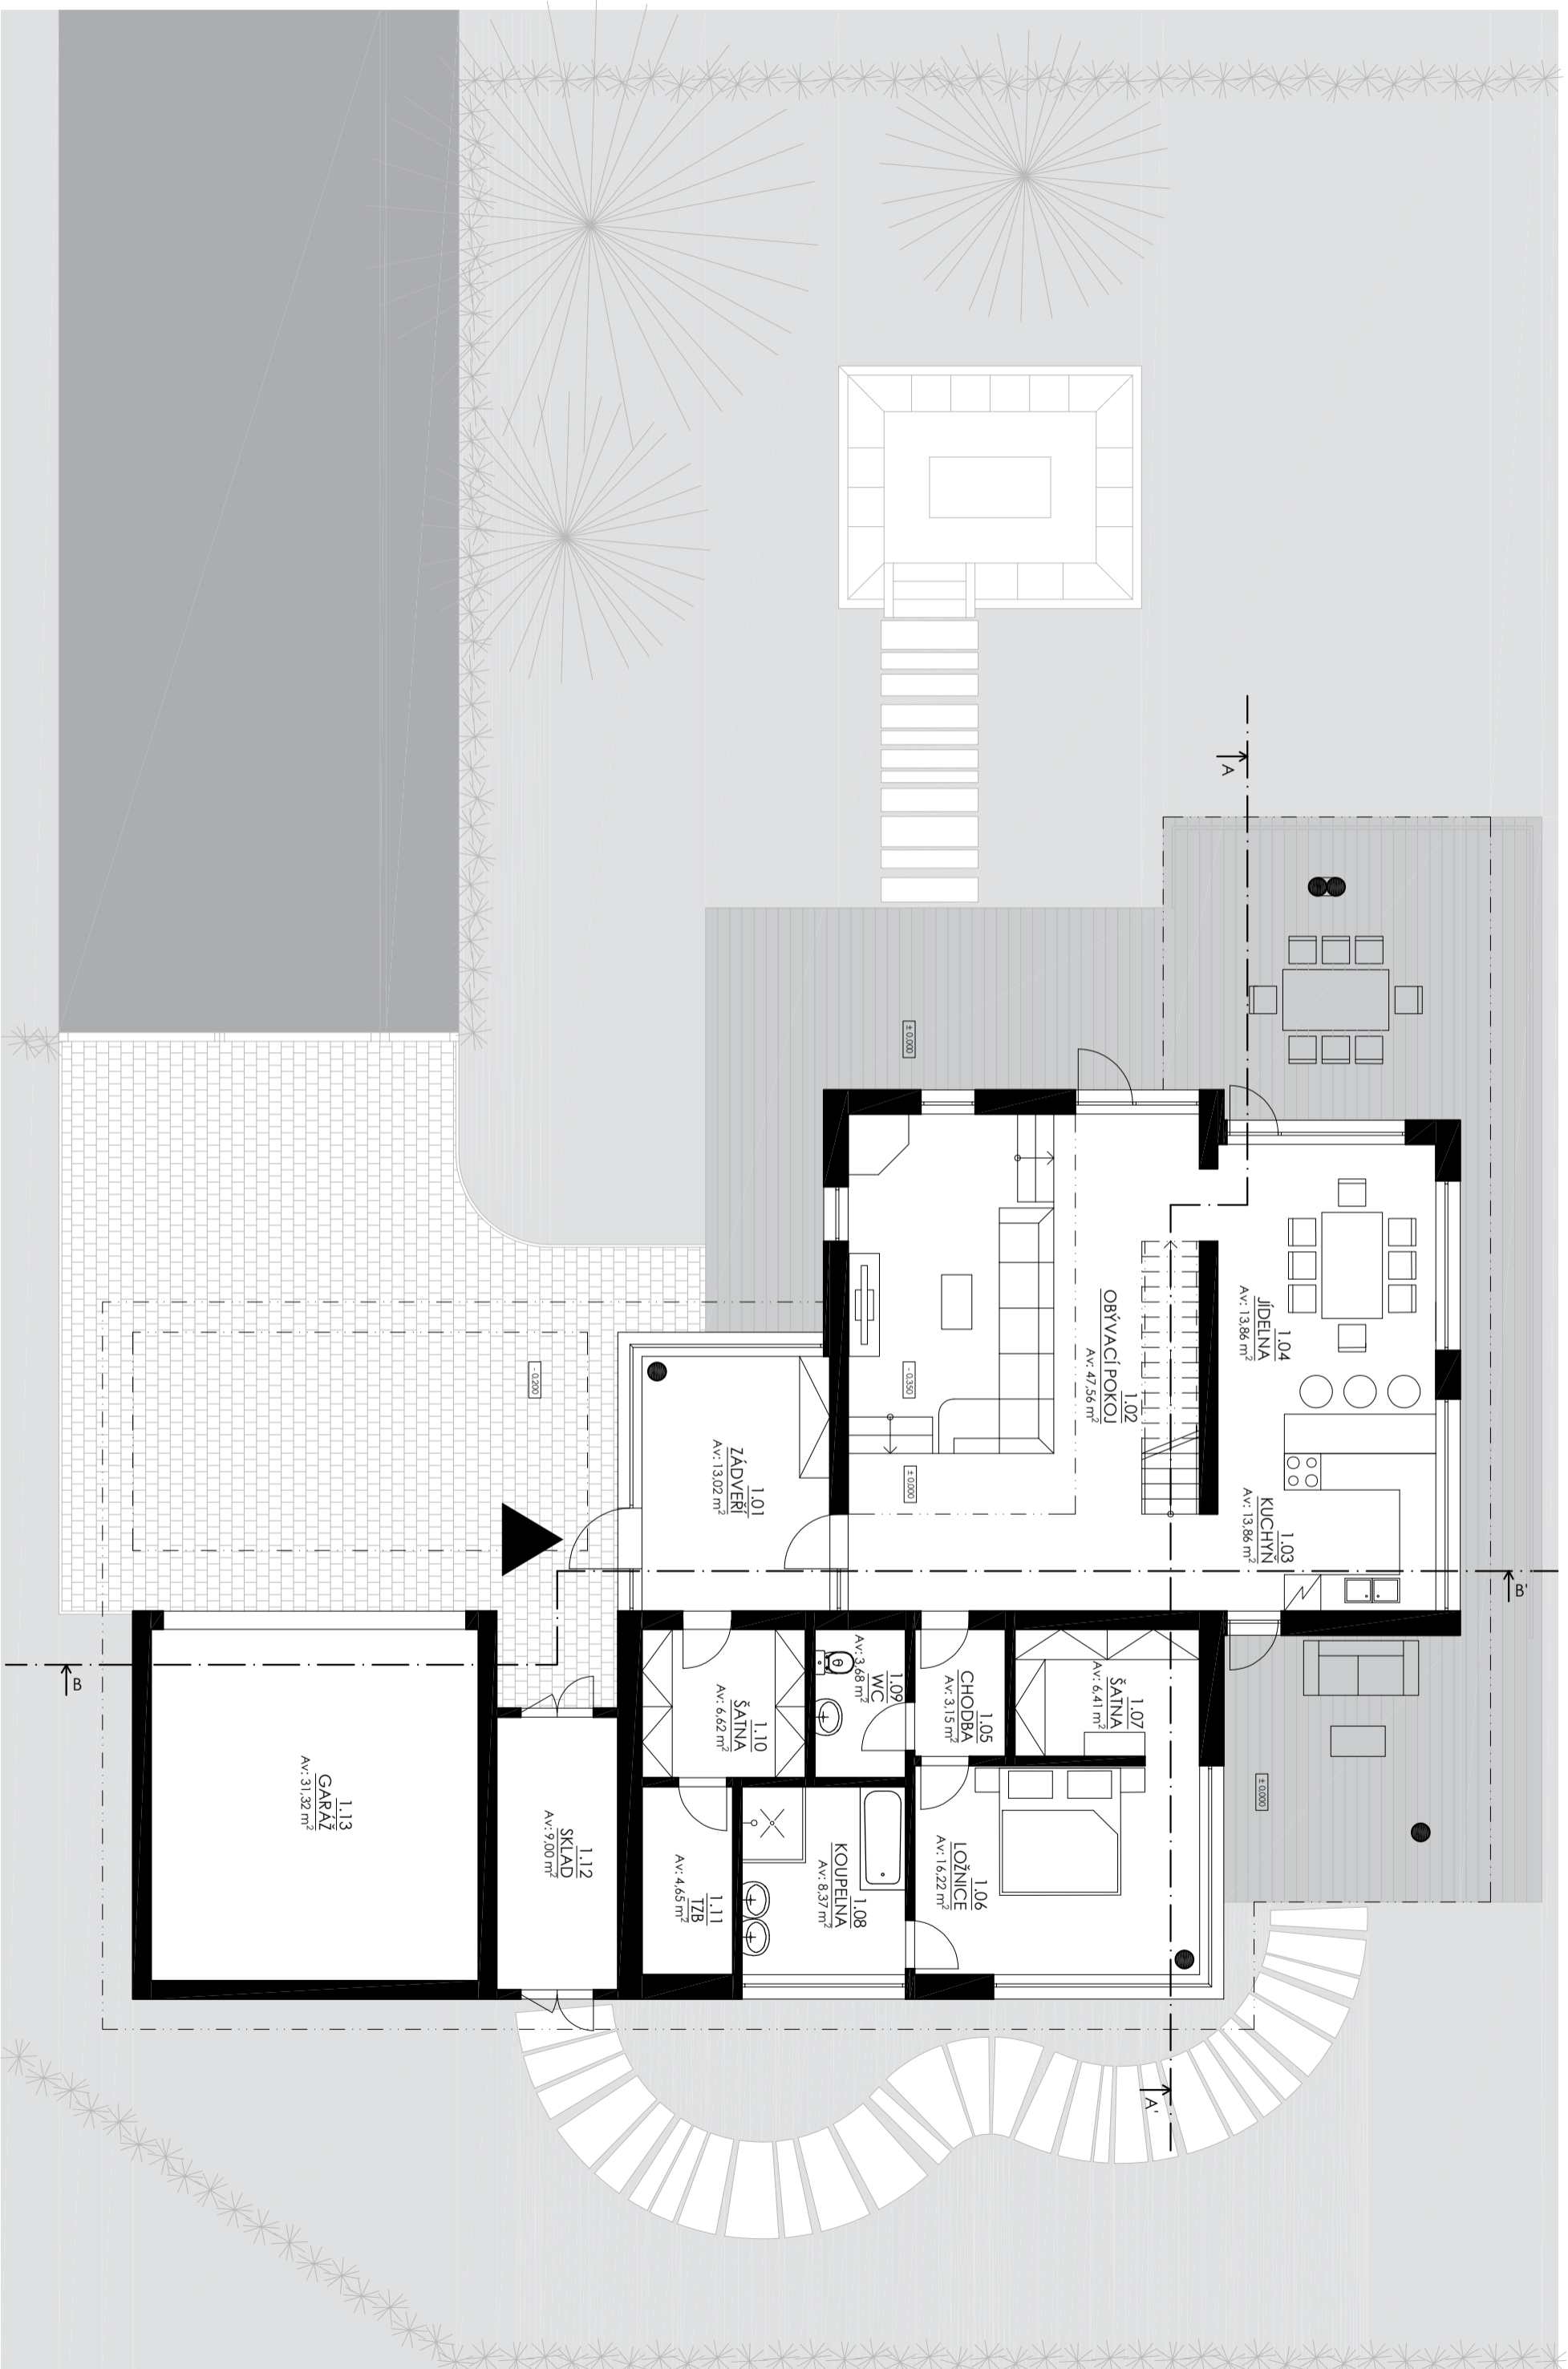 1.01
ZÁDVEŘÍ
Av: 13,02 m²
1.02
OBÝVACÍ POKOJ
Av: 47,56 m²
1.03
KUCHYŇ
Av: 13,86 m²
1.04
JÍDELNA
Av: 13,86 m²
1.05
CHODBA
Av: 3,15 m²
1.06
LOŽNICE
Av: 16,22 m²
1.07
ŠATNA
Av: 6,41 m²
1.08
KOUPELNA
Av: 8,37 m²
1.09
WC
Av: 3,68 m²
1.10
ŠATNA
Av: 6,62 m²
1.11
TZB
Av: 4,65 m²
1.12
SKLAD
Av: 9,00 m²
1.13
GARÁŽ
Av: 31,32 m²
± 0,000
- 0,350
± 0,000
- 0,200
± 0,000
A
A'
B
B'